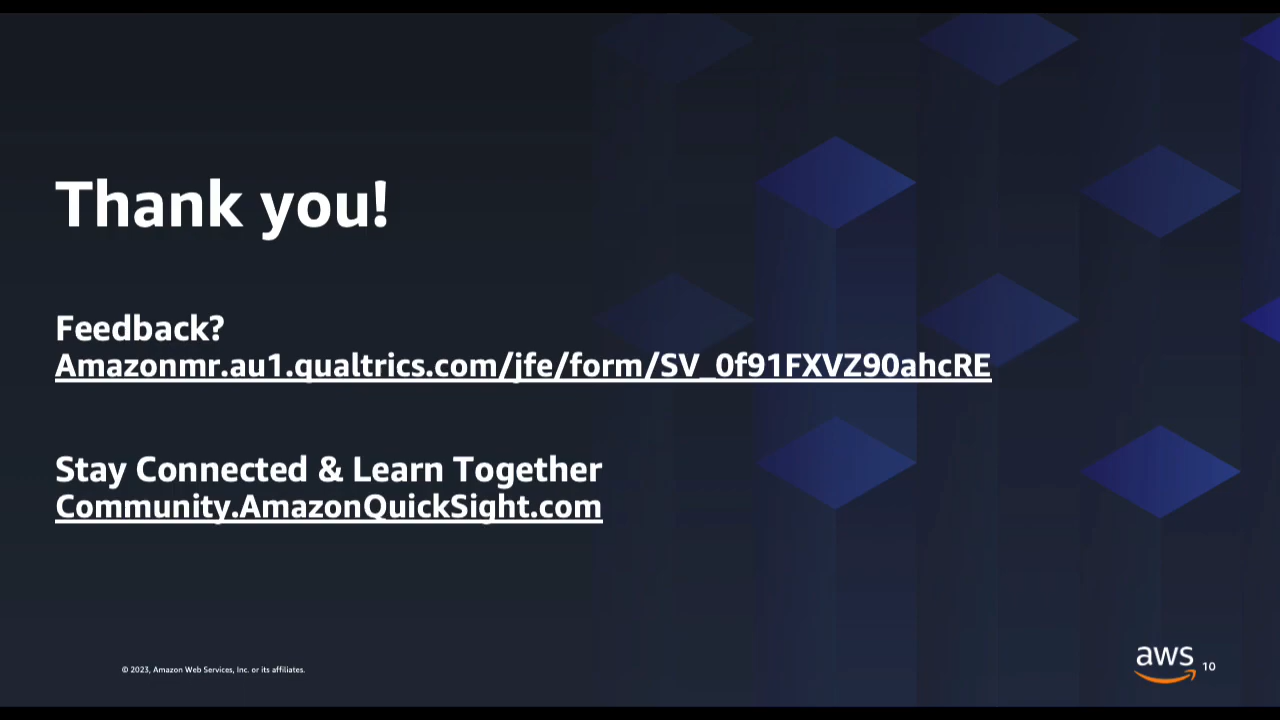 Thank you!
Feedback?
Amazonmr.au1.qualtrics.com/jfe/form/SV_0f91FXVZ90ahcRE
Stay Connected & Learn Together
Community.AmazonQuickSight.com
© 2023, Amazon Web Services, Inc. or its affiliates.
aws
10